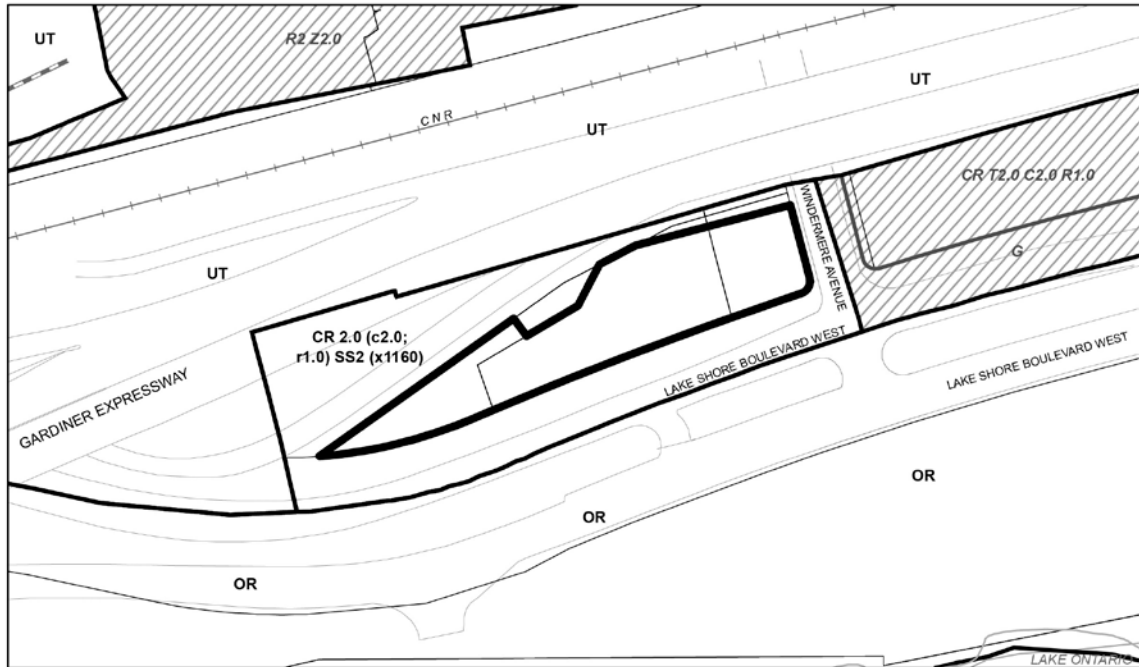 UT
R2 Z2.0
UT
CNR
UT
CR T2.0 C2.0 R1.0
WINDERMERE AVENUE
G
UT
CR 2.0 (c2.0;
r1.0) SS2 (x1160)
LAKE SHORE BOULEVARD WEST
LAKE SHORE BOULEVARD WEST
GARDINER EXPRESSWAY
OR
OR
OR
LAKE ONTARIO